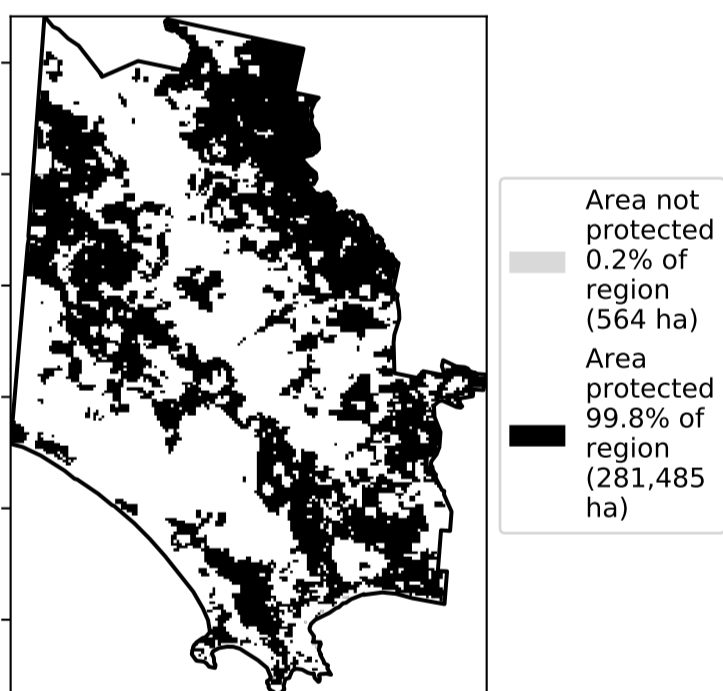 Area not
protected
0.2% of
region
(564 ha)
Area
protected
99.8% of
region
(281,485
ha)